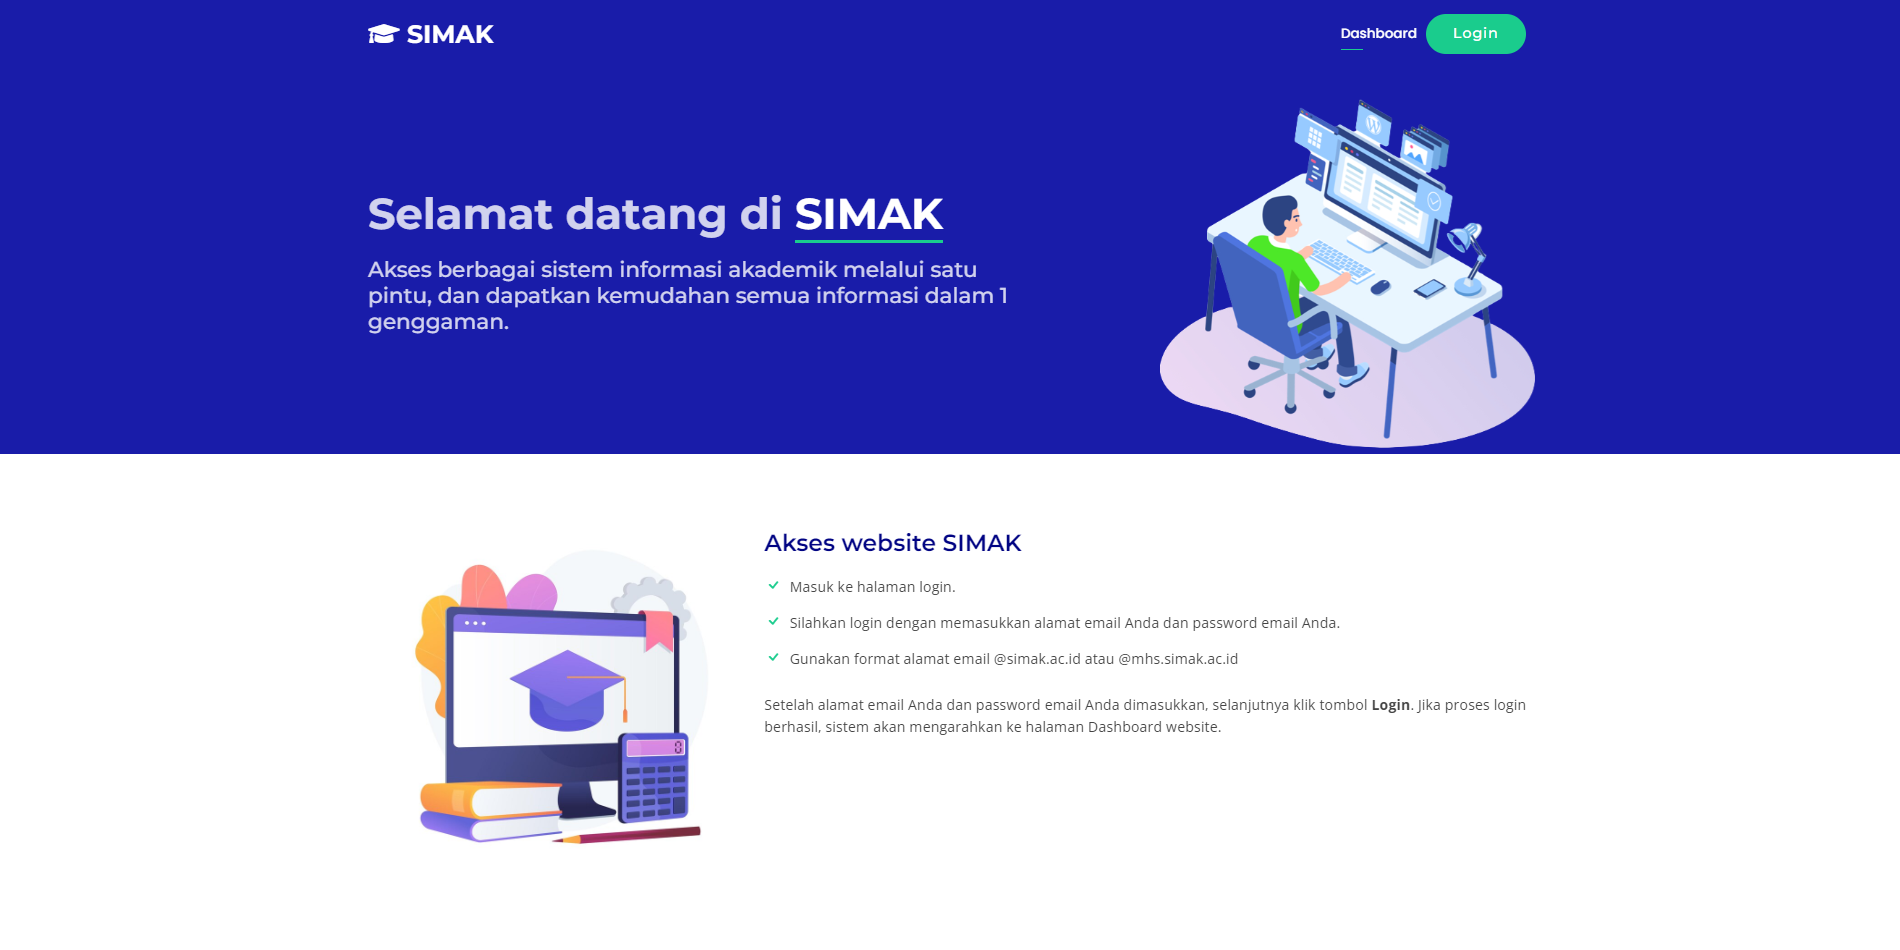 SIMAK
Dashboard
Login
Selamat datang di SIMAK
Akses berbagai sistem informasi akademik melalui satu
pintu, dan dapatkan kemudahan semua informasi dalam 1
genggaman.
Akses website SIMAK
Masuk ke halaman login.
Silahkan login dengan memasukkan alamat email Anda dan password email Anda.
Gunakan format alamat email @simak.ac.id atau @mhs.simak.ac.id
Setelah alamat email Anda dan password email Anda dimasukkan, selanjutnya klik tombol Login. Jika proses login
berhasil, sistem akan mengarahkan ke halaman Dashboard website.
0